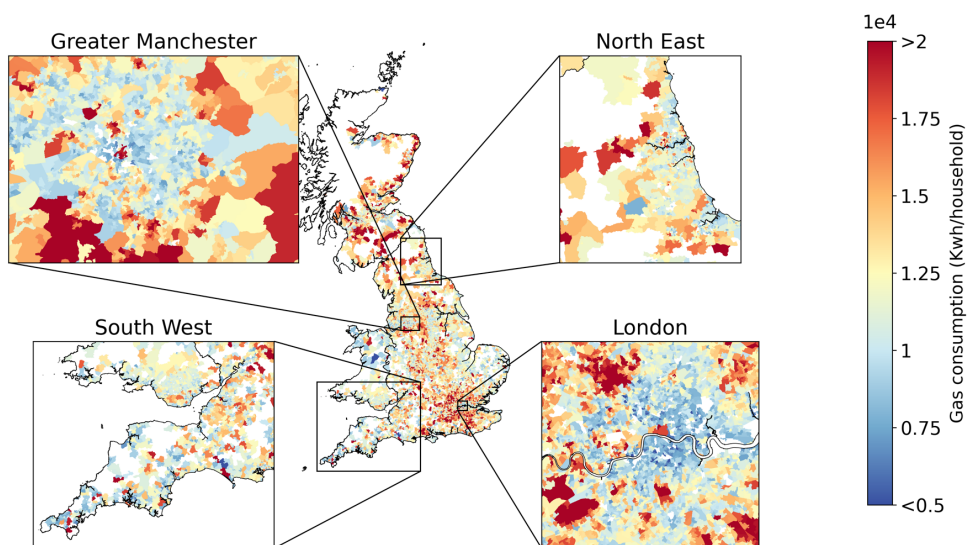 Greater Manchester
North East
South West
London
1e4
>2
1.75
1.5
1.25
1
0.75
<0.5
Gas consumption (Kwh/household)